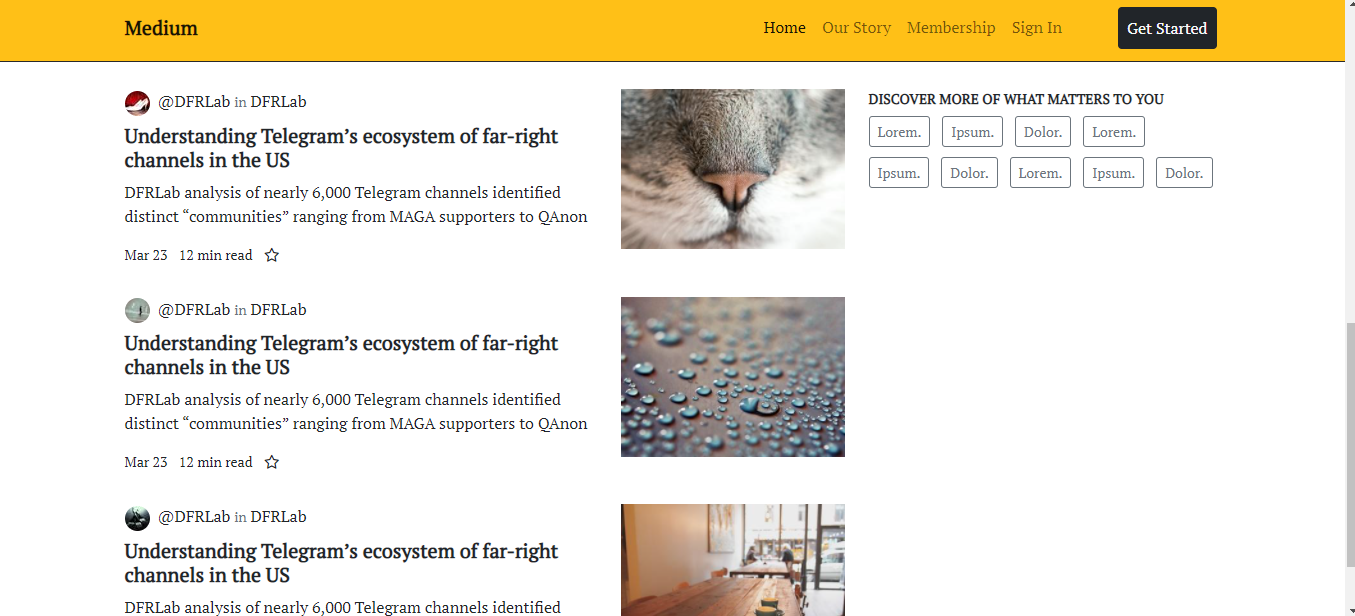 Medium
Home Our Story Membership Sign In Get Started
@DFRLab in DFRLab
Understanding Telegram’s ecosystem of far-right
channels in the US
DFRLab analysis of nearly 6,000 Telegram channels identified
distinct “communities” ranging from MAGA supporters to QAnon
Mar 23 12 min read
@DFRLab in DFRLab
Understanding Telegram’s ecosystem of far-right
channels in the US
DFRLab analysis of nearly 6,000 Telegram channels identified
distinct “communities” ranging from MAGA supporters to QAnon
Mar 23 12 min read
@DFRLab in DFRLab
Understanding Telegram’s ecosystem of far-right
channels in the US
DFRLab analysis of nearly 6,000 Telegram channels identified
DISCOVER MORE OF WHAT MATTERS TO YOU
Lorem. Ipsum. Dolor. Lorem.
Ipsum. Dolor. Lorem. Ipsum. Dolor.